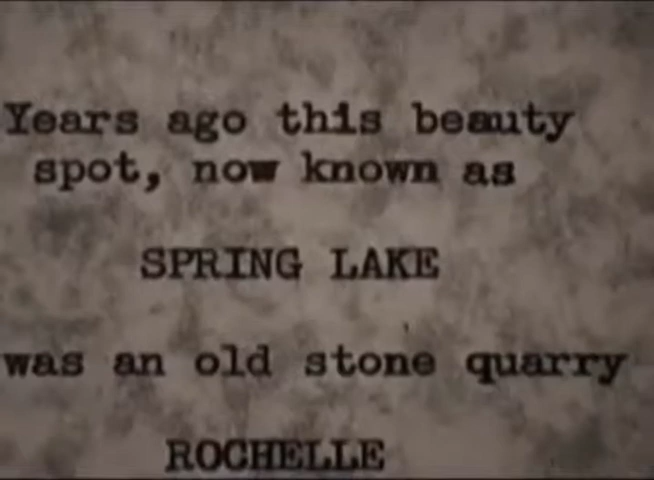 Years ago this beauty
spot, now known as
SPRING LAKE
was an old stone quarry
ROCHELLE